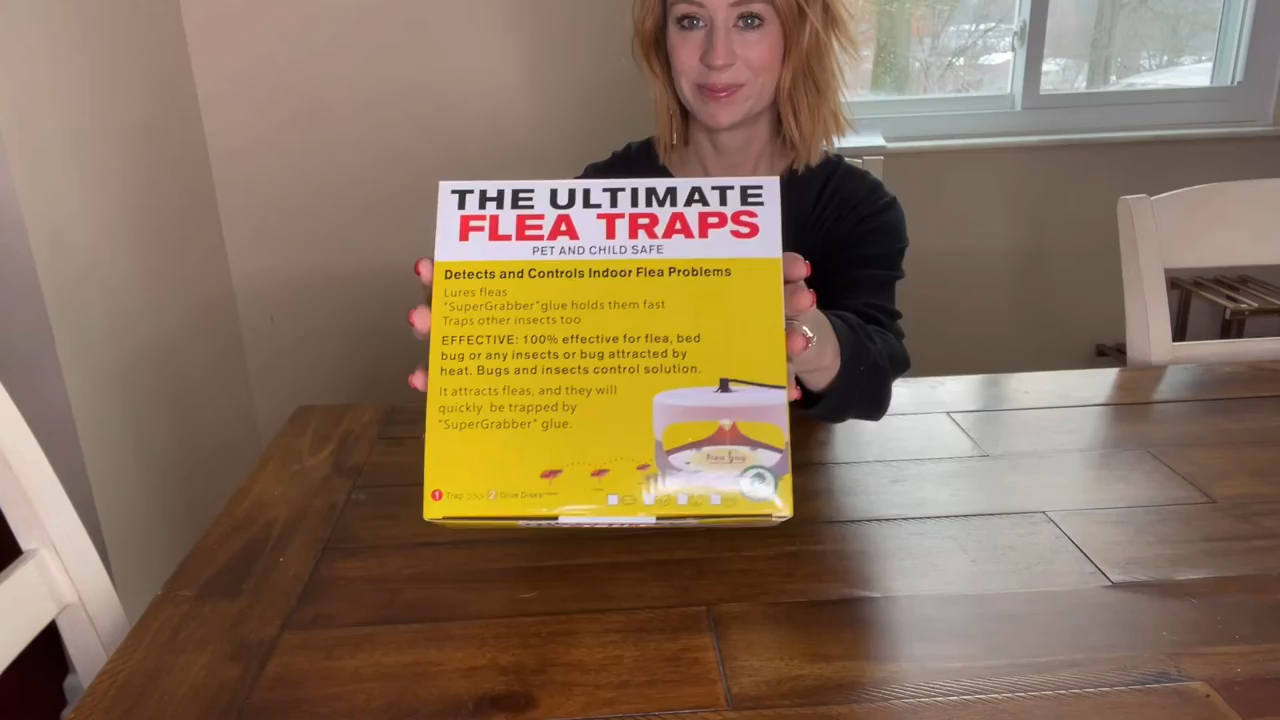 THE ULTIMATE
FLEA TRAPS
PET AND CHILD SAFE
Detects and Controls Indoor Flea Problems
Lures fleas
"SuperGrabber"glue holds them fast
Traps other insects too
EFFECTIVE: 100% effective for flea, bed
bug or any insects or bug attracted by
heat. Bugs and insects control solution.
It attracts fleas, and they will
quickly be trapped by
"SuperGrabber" glue.
1 Trap >>> 2 Glue Disks